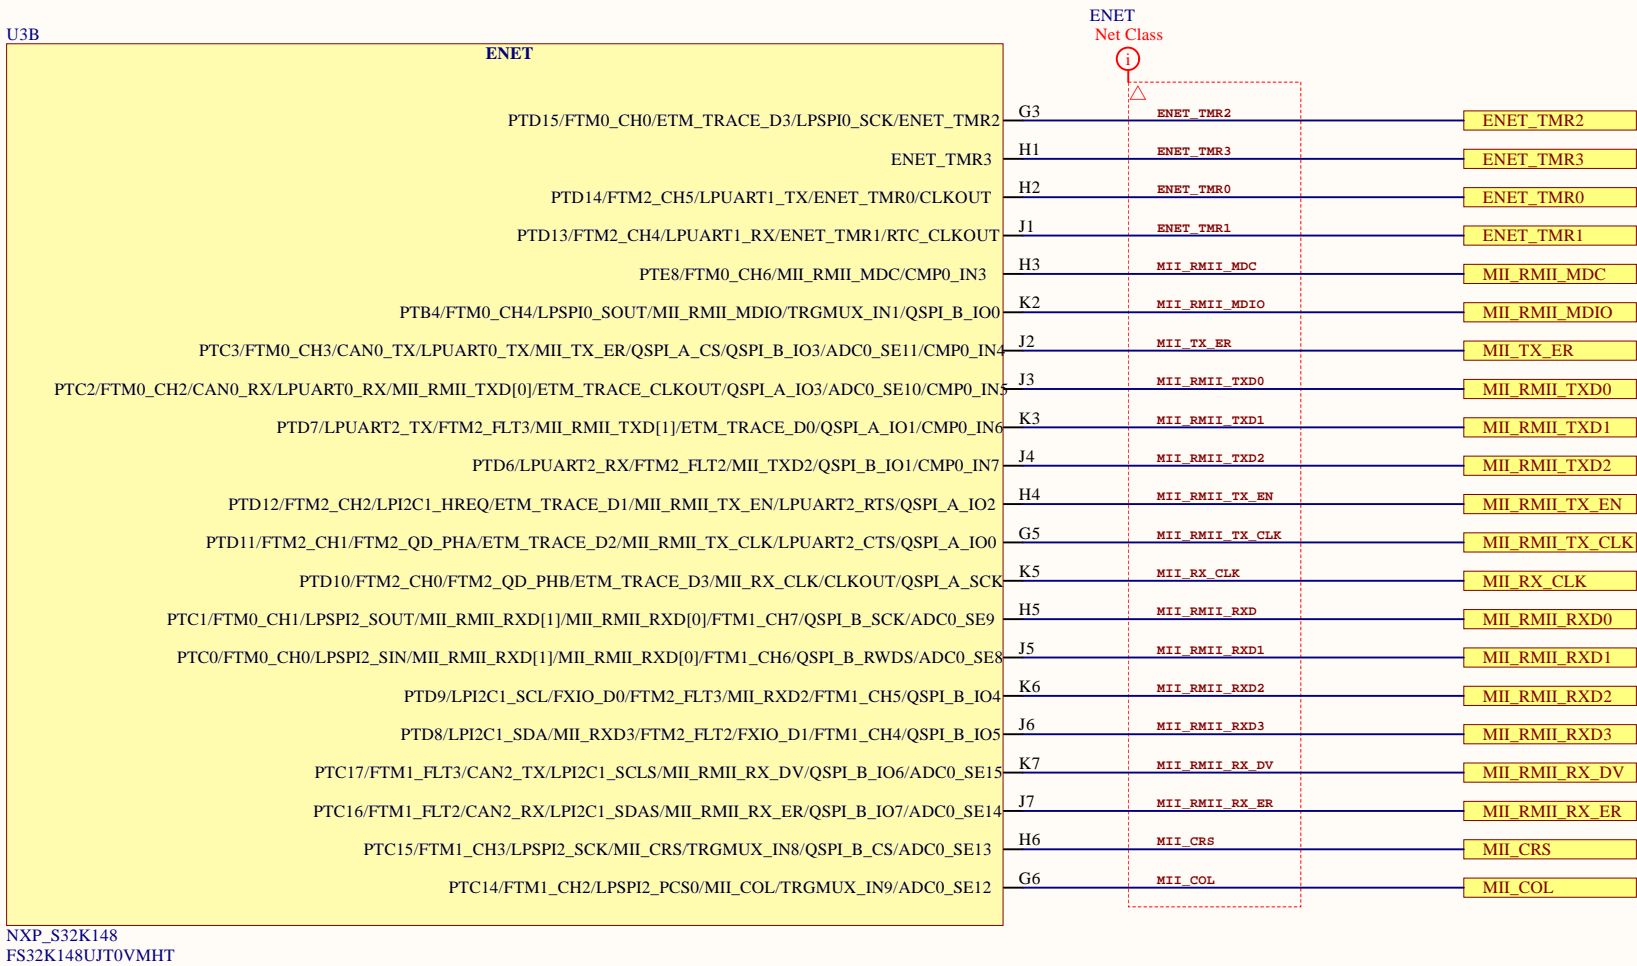 ENET
Net Class
i
U3B
ENET
PTD15/FTM0_CH0/ETM_TRACE_D3/LPSPI0_SCK/ENET_TMR2 G3 ENET_TMR2 ENET_TMR2
ENET_TMR3 H1 ENET_TMR3 ENET_TMR3
PTD14/FTM2_CH5/LPUART1_TX/ENET_TMR0/CLKOUT H2 ENET_TMR0 ENET_TMR0
PTD13/FTM2_CH4/LPUART1_RX/ENET_TMR1/RTC_CLKOUT J1 ENET_TMR1 ENET_TMR1
PTE8/FTM0_CH6/MII_RMII_MDC/CMP0_IN3 H3 MII_RMII_MDC MII_RMII_MDC
PTB4/FTM0_CH4/LPSPI0_SOUT/MII_RMII_MDIO/TRGMUX_IN1/QSPI_B_IO0 K2 MII_RMII_MDIO MII_RMII_MDIO
PTC3/FTM0_CH3/CAN0_TX/LPUART0_TX/MII_TX_ER/QSPI_A_CS/QSPI_B_IO3/ADC0_SE11/CMP0_IN4 J2 MII_TX_ER MII_TX_ER
PTC2/FTM0_CH2/CAN0_RX/LPUART0_RX/MII_RMII_TXD[0]/ETM_TRACE_CLKOUT/QSPI_A_IO3/ADC0_SE10/CMP0_IN5 J3 MII_RMII_TXD0 MII_RMII_TXD0
PTD7/LPUART2_TX/FTM2_FLT3/MII_RMII_TXD[1]/ETM_TRACE_D0/QSPI_A_IO1/CMP0_IN6 K3 MII_RMII_TXD1 MII_RMII_TXD1
PTD6/LPUART2_RX/FTM2_FLT2/MII_TXD2/QSPI_B_IO1/CMP0_IN7 J4 MII_RMII_TXD2 MII_RMII_TXD2
PTD12/FTM2_CH2/LPI2C1_HREQ/ETM_TRACE_D1/MII_RMII_TX_EN/LPUART2_RTS/QSPI_A_IO2 H4 MII_RMII_TX_EN MII_RMII_TX_EN
PTD11/FTM2_CH1/FTM2_QD_PHA/ETM_TRACE_D2/MII_RMII_TX_CLK/LPUART2_CTS/QSPI_A_IO0 G5 MII_RMII_TX_CLK MII_RMII_TX_CLK
PTD10/FTM2_CH0/FTM2_QD_PHB/ETM_TRACE_D3/MII_RX_CLK/CLKOUT/QSPI_A_SCK K5 MII_RX_CLK MII_RX_CLK
PTC1/FTM0_CH1/LPSPI2_SOUT/MII_RMII_RXD[1]/MII_RMII_RXD[0]/FTM1_CH7/QSPI_B_SCK/ADC0_SE9 H5 MII_RMII_RXD MII_RMII_RXD0
PTC0/FTM0_CH0/LPSPI2_SIN/MII_RMII_RXD[1]/MII_RMII_RXD[0]/FTM1_CH6/QSPI_B_RWDS/ADC0_SE8 J5 MII_RMII_RXD1 MII_RMII_RXD1
PTD9/LPI2C1_SCL/FXIO_D0/FTM2_FLT3/MII_RXD2/FTM1_CH5/QSPI_B_IO4 K6 MII_RMII_RXD2 MII_RMII_RXD2
PTD8/LPI2C1_SDA/MII_RXD3/FTM2_FLT2/FXIO_D1/FTM1_CH4/QSPI_B_IO5 J6 MII_RMII_RXD3 MII_RMII_RXD3
PTC17/FTM1_FLT3/CAN2_TX/LPI2C1_SCLS/MII_RMII_RX_DV/QSPI_B_IO6/ADC0_SE15 K7 MII_RMII_RX_DV MII_RMII_RX_DV
PTC16/FTM1_FLT2/CAN2_RX/LPI2C1_SDAS/MII_RMII_RX_ER/QSPI_B_IO7/ADC0_SE14 J7 MII_RMII_RX_ER MII_RMII_RX_ER
PTC15/FTM1_CH3/LPSPI2_SCK/MII_CRS/TRGMUX_IN8/QSPI_B_CS/ADC0_SE13 H6 MII_CRS MII_CRS
PTC14/FTM1_CH2/LPSPI2_PCS0/MII_COL/TRGMUX_IN9/ADC0_SE12 G6 MII_COL MII_COL
NXP_S32K148
FS32K148UJT0VMHT